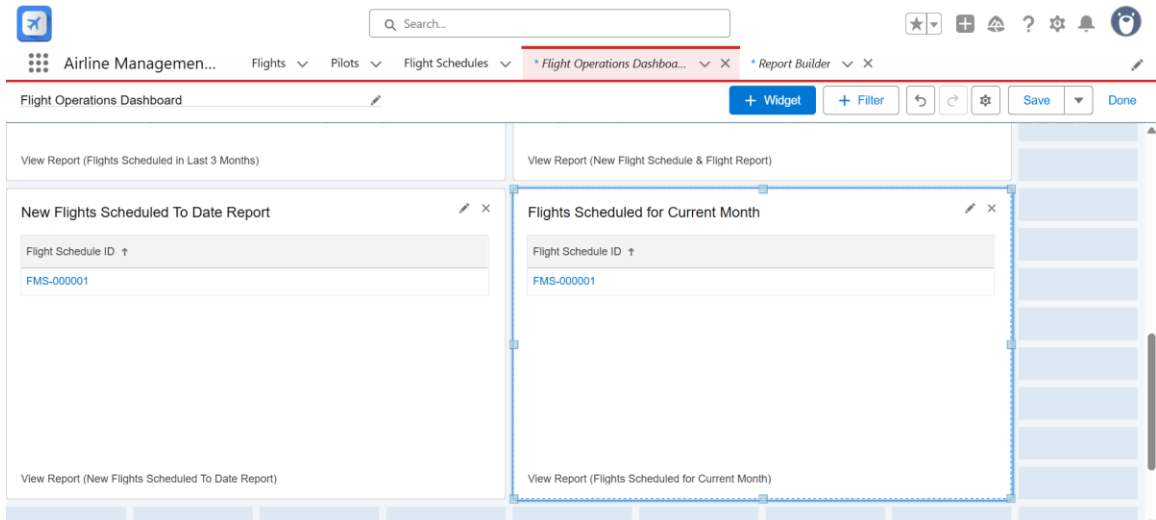 Search...
Airline Managemen...
Flights
Pilots
Flight Schedules
* Flight Operations Dashboa...
* Report Builder
Flight Operations Dashboard
+ Widget
+ Filter
Save
Done
View Report (Flights Scheduled in Last 3 Months)
View Report (New Flight Schedule & Flight Report)
New Flights Scheduled To Date Report
Flight Schedule ID ↑
FMS-000001
View Report (New Flights Scheduled To Date Report)
Flights Scheduled for Current Month
Flight Schedule ID ↑
FMS-000001
View Report (Flights Scheduled for Current Month)